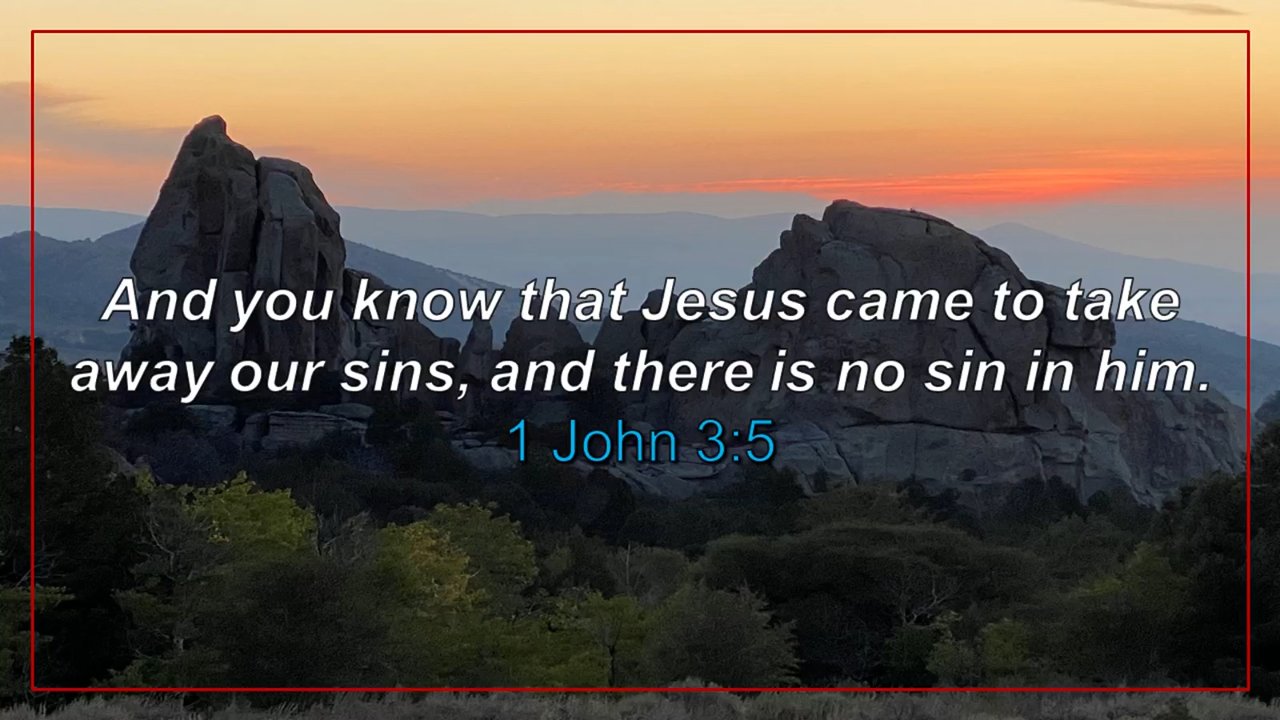 And you know that Jesus came to take
away our sins, and there is no sin in him.
1 John 3:5